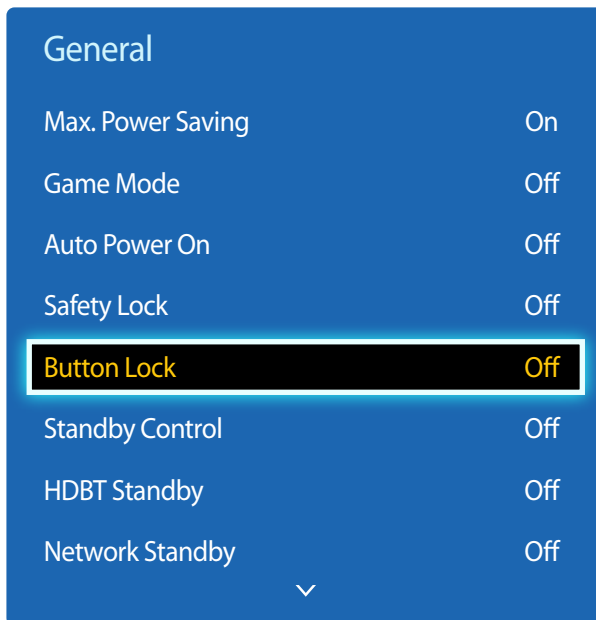 General
Max. Power Saving On
Game Mode Off
Auto Power On Off
Safety Lock Off
Button Lock Off
Standby Control Off
HDBT Standby Off
Network Standby Off